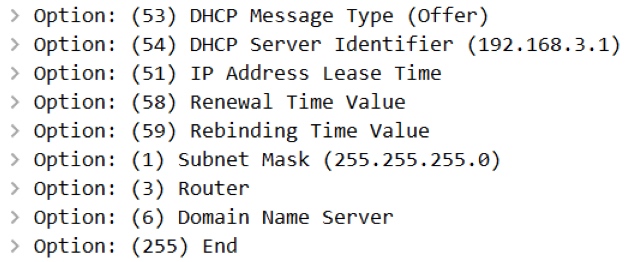 > Option: (53) DHCP Message Type (Offer)
> Option: (54) DHCP Server Identifier (192.168.3.1)
> Option: (51) IP Address Lease Time
> Option: (58) Renewal Time Value
> Option: (59) Rebinding Time Value
> Option: (1) Subnet Mask (255.255.255.0)
> Option: (3) Router
> Option: (6) Domain Name Server
> Option: (255) End